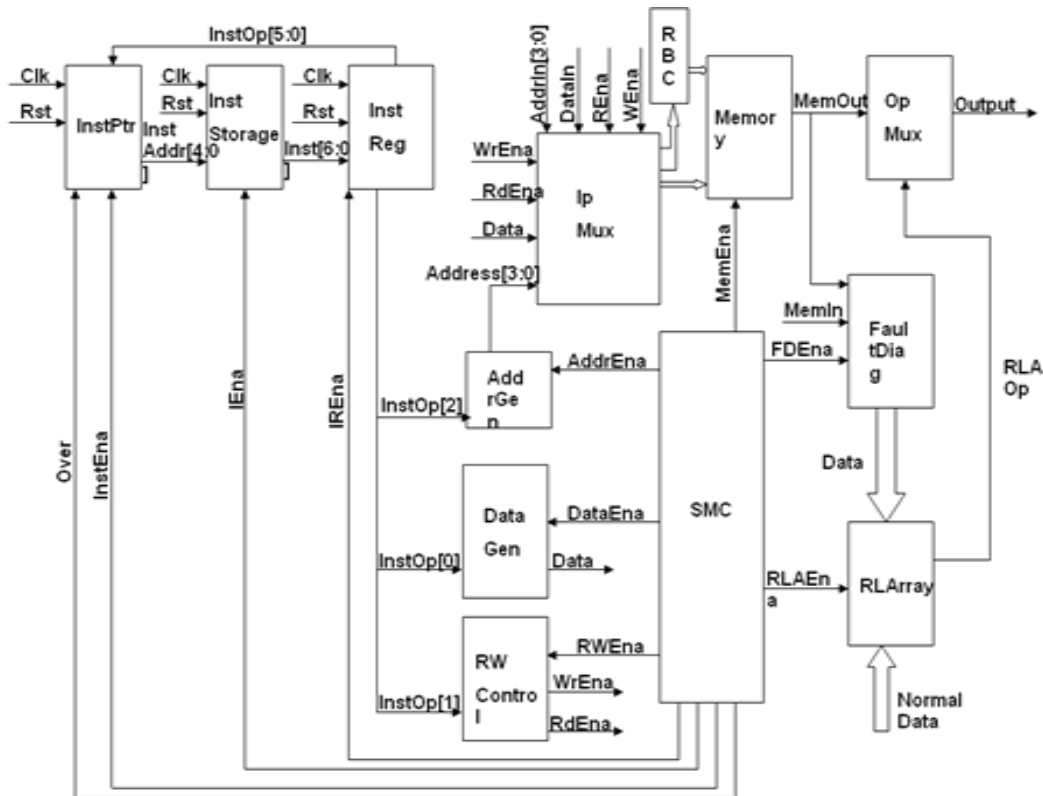 InstOp[5:0]
Clk
Rst
InstPtr
Inst
Addr[4:0
]
Clk
Rst
Inst
Storage
Inst[6:0
]
Clk
Rst
Inst
Reg
AddrIn[3:0]
DataIn
REna
WEna
R
B
C
WrEna
RdEna
Data
Address[3:0]
Ip
Mux
Memor
y
MemOut
Op
Mux
Output
MemEna
MemIn
FDEna
FaultDia
g
RLA
Op
AddrEna
Add
rGe
n
InstOp[2]
IEna
IREna
Over
InstEna
Data
Data
Gen
DataEna
InstOp[0]
Data
SMC
RLAEn
a
RLArray
RW
Contro
l
RWEna
WrEna
InstOp[1]
RdEna
Normal
Data